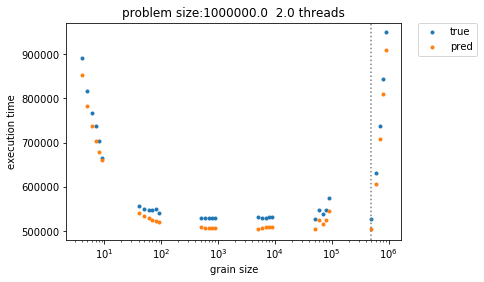 problem size:1000000.0  2.0 threads
true
pred
execution time
900000
800000
700000
600000
500000
10¹
10²
10³
10⁴
10⁵
10⁶
grain size